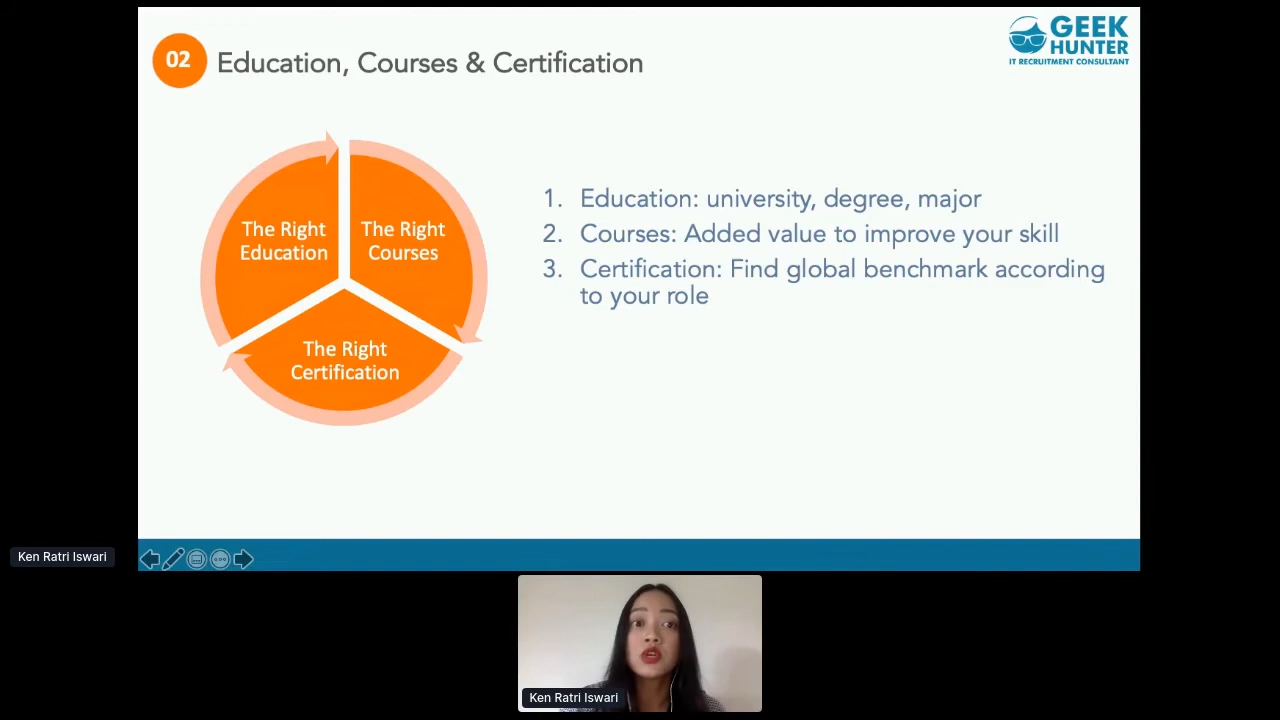 02
Education, Courses & Certification
GEEK
HUNTER
IT RECRUITMENT CONSULTANT
The Right
Education
The Right
Courses
The Right
Certification
1. Education: university, degree, major
2. Courses: Added value to improve your skill
3. Certification: Find global benchmark according
to your role
Ken Ratri Iswari
Ken Ratri Iswari